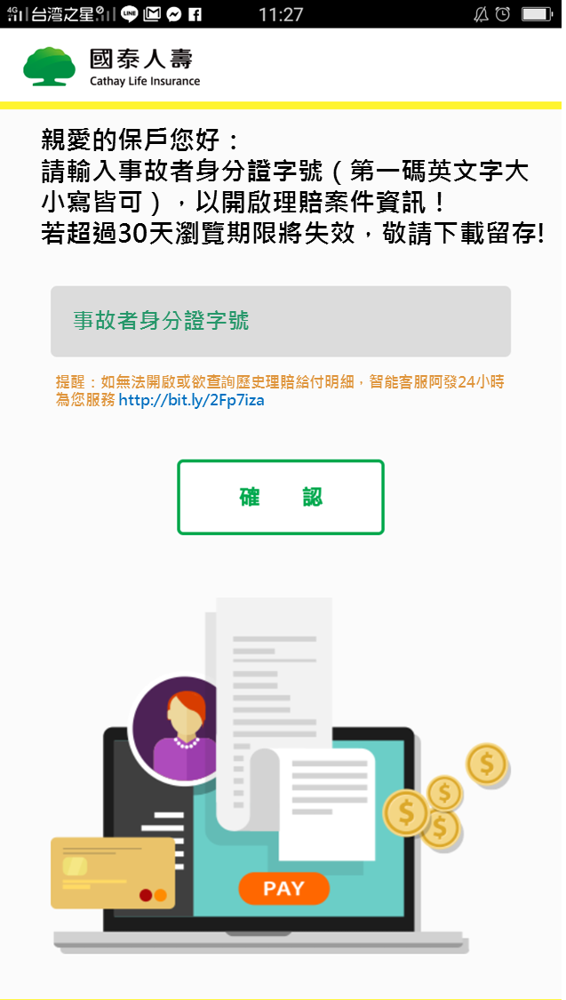 4G 台湾之星 LINE 11:27
國泰人壽
Cathay Life Insurance
親愛的保戶您好：
請輸入事故者身分證字號（第一碼英文字大
小寫皆可），以開啟理賠案件資訊！
若超過30天瀏覽期限將失效，敬請下載留存!
事故者身分證字號
提醒：如無法開啟或欲查詢歷史理賠給付明細，智能客服阿發24小時
為您服務 http://bit.ly/2Fp7iza
確 認
PAY